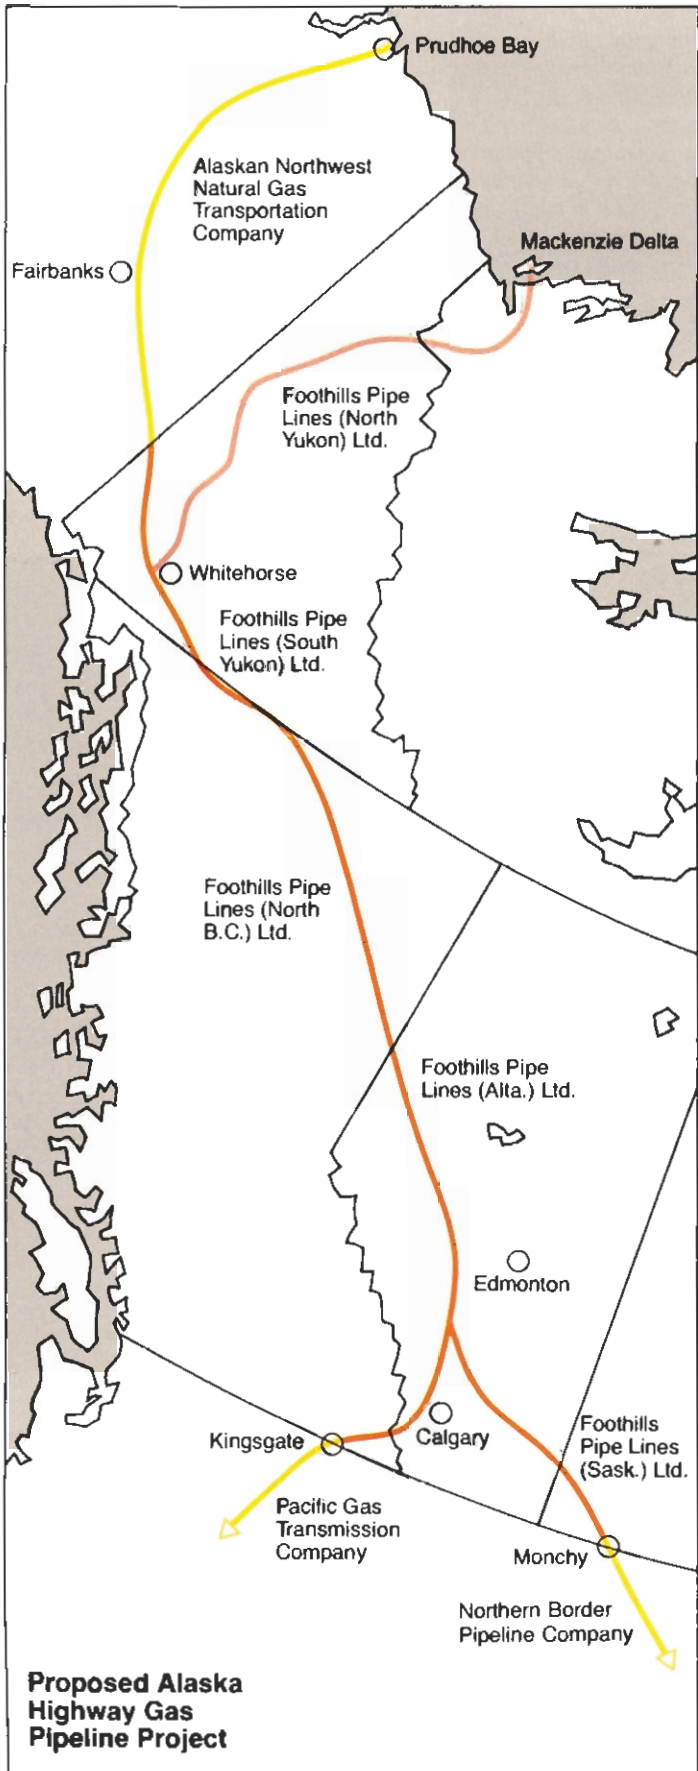 Prudhoe Bay
Alaskan Northwest
Natural Gas
Transportation
Company
Mackenzie Delta
Fairbanks
Foothills Pipe
Lines (North
Yukon) Ltd.
Whitehorse
Foothills Pipe
Lines (South
Yukon) Ltd.
Foothills Pipe
Lines (North
B.C.) Ltd.
Foothills Pipe
Lines (Alta.) Ltd.
Edmonton
Kingsgate
Calgary
Foothills
Pipe Lines
(Sask.) Ltd.
Pacific Gas
Transmission
Company
Monchy
Northern Border
Pipeline Company
Proposed Alaska
Highway Gas
Pipeline Project